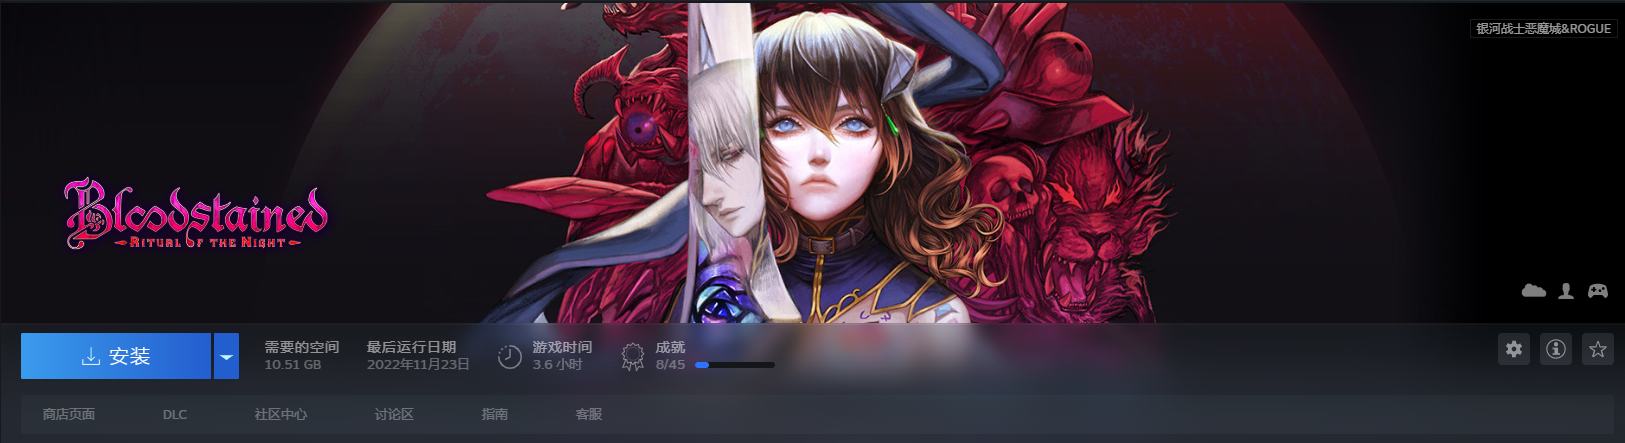 银河战士恶魔城&ROGUE
Bloodstained
RITUAL OF THE NIGHT
安装
需要的空间
10.51 GB
最后运行日期
2022年11月23日
游戏时间
3.6 小时
成就
8/45
商店页面 DLC 社区中心 讨论区 指南 客服